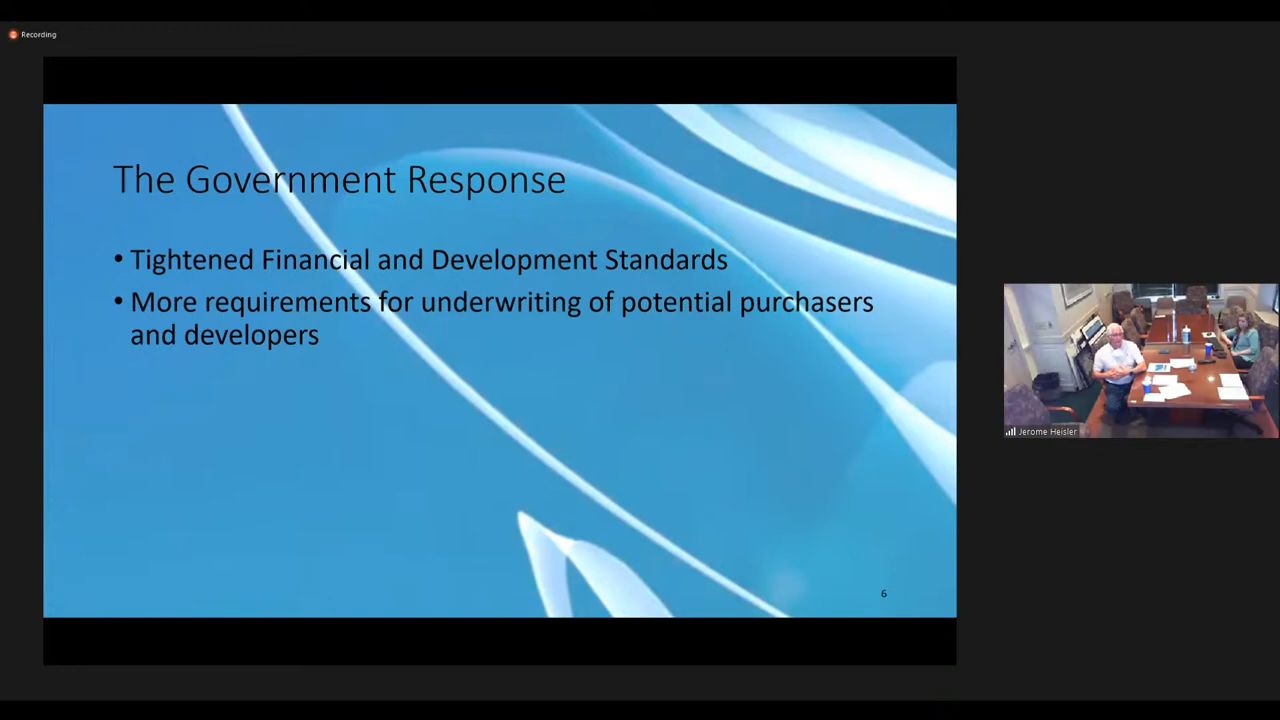 Recording
The Government Response
• Tightened Financial and Development Standards
• More requirements for underwriting of potential purchasers
and developers
6
Jerome Heisler